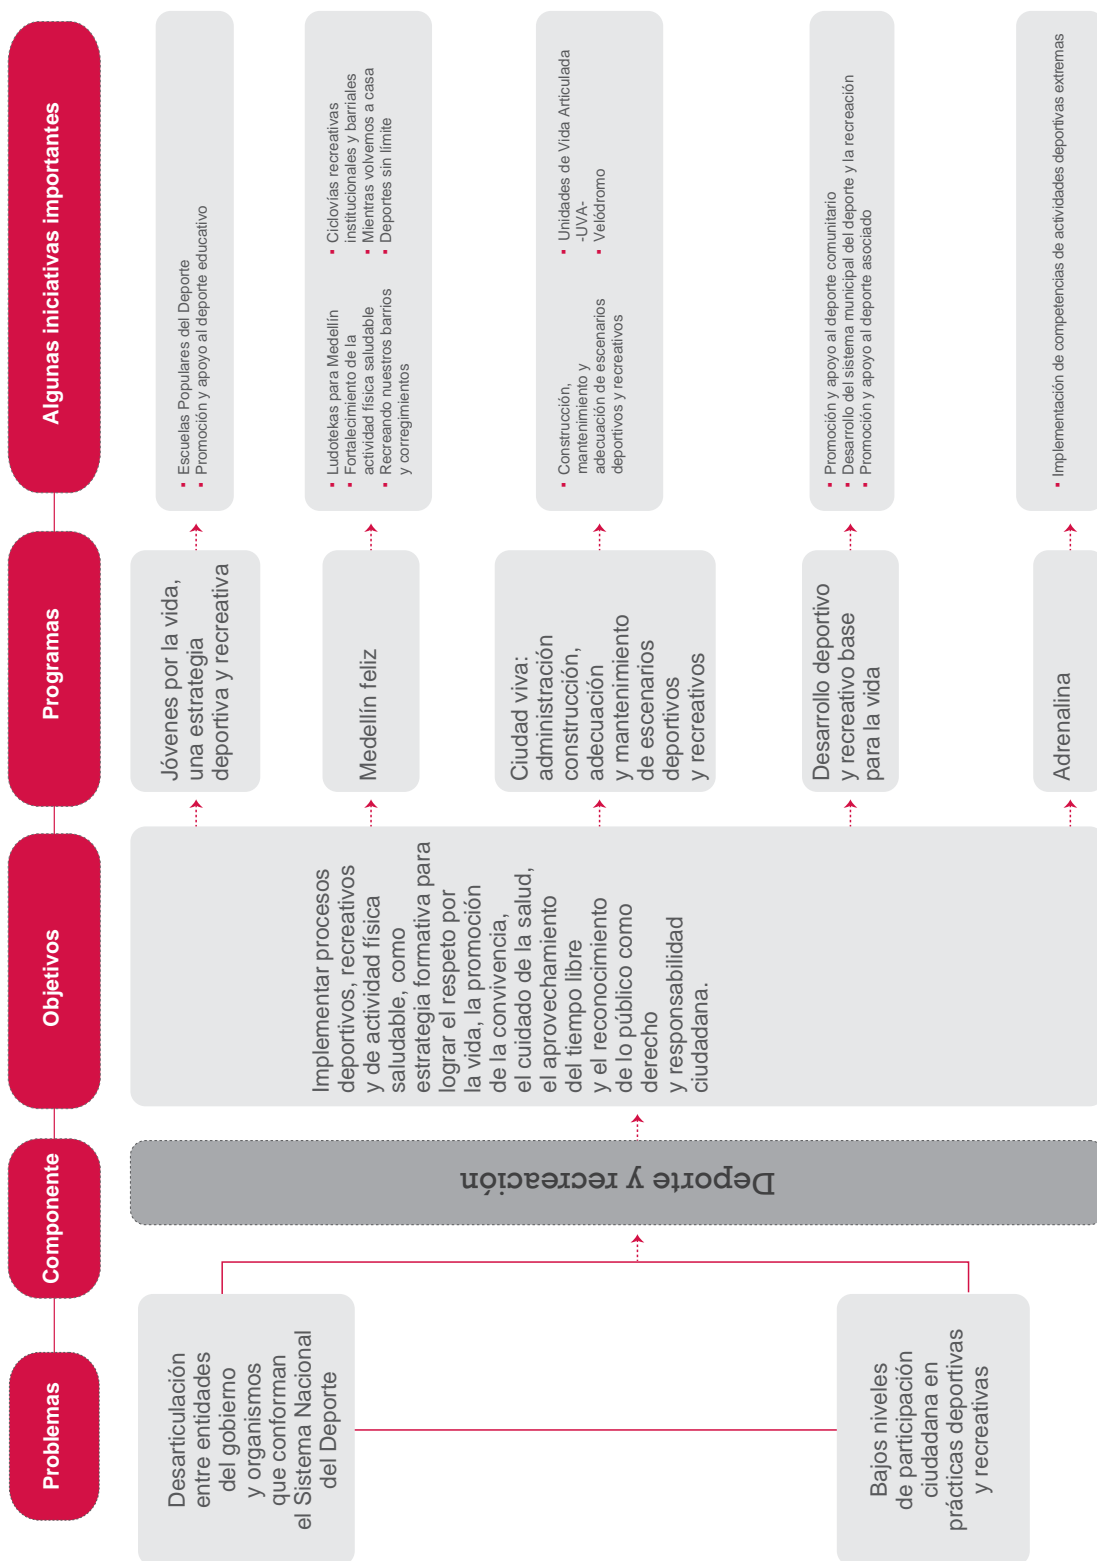 Problemas
Componente
Objetivos
Programas
Algunas iniciativas importantes
Desarticulación
entre entidades
del gobierno
y organismos
que conforman
el Sistema Nacional
del Deporte
Bajos niveles
de participación
ciudadana en
prácticas deportivas
y recreativas
Deporte y recreación
Implementar procesos
deportivos, recreativos
y de actividad física
saludable, como
estrategia formativa para
lograr el respeto por
la vida, la promoción
de la convivencia,
el cuidado de la salud,
el aprovechamiento
del tiempo libre
y el reconocimiento
de lo público como
derecho
y responsabilidad
ciudadana.
Jóvenes por la vida,
una estrategia
deportiva y recreativa
▪ Escuelas Populares del Deporte
▪ Promoción y apoyo al deporte educativo
Medellín feliz
▪ Ludotekas para Medellín
▪ Fortalecimiento de la
actividad física saludable
▪ Recreando nuestros barrios
y corregimientos
▪ Ciclovías recreativas
institucionales y barriales
▪ Mientras volvemos a casa
▪ Deportes sin límite
Ciudad viva:
administración
construcción,
adecuación
y mantenimiento
de escenarios
deportivos
y recreativos
▪ Construcción,
mantenimiento y
adecuación de escenarios
deportivos y recreativos
▪ Unidades de Vida Articulada
-UVA-
▪ Velódromo
Desarrollo deportivo
y recreativo base
para la vida
▪ Promoción y apoyo al deporte comunitario
▪ Desarrollo del sistema municipal del deporte y la recreación
▪ Promoción y apoyo al deporte asociado
Adrenalina
▪ Implementación de competencias de actividades deportivas extremas